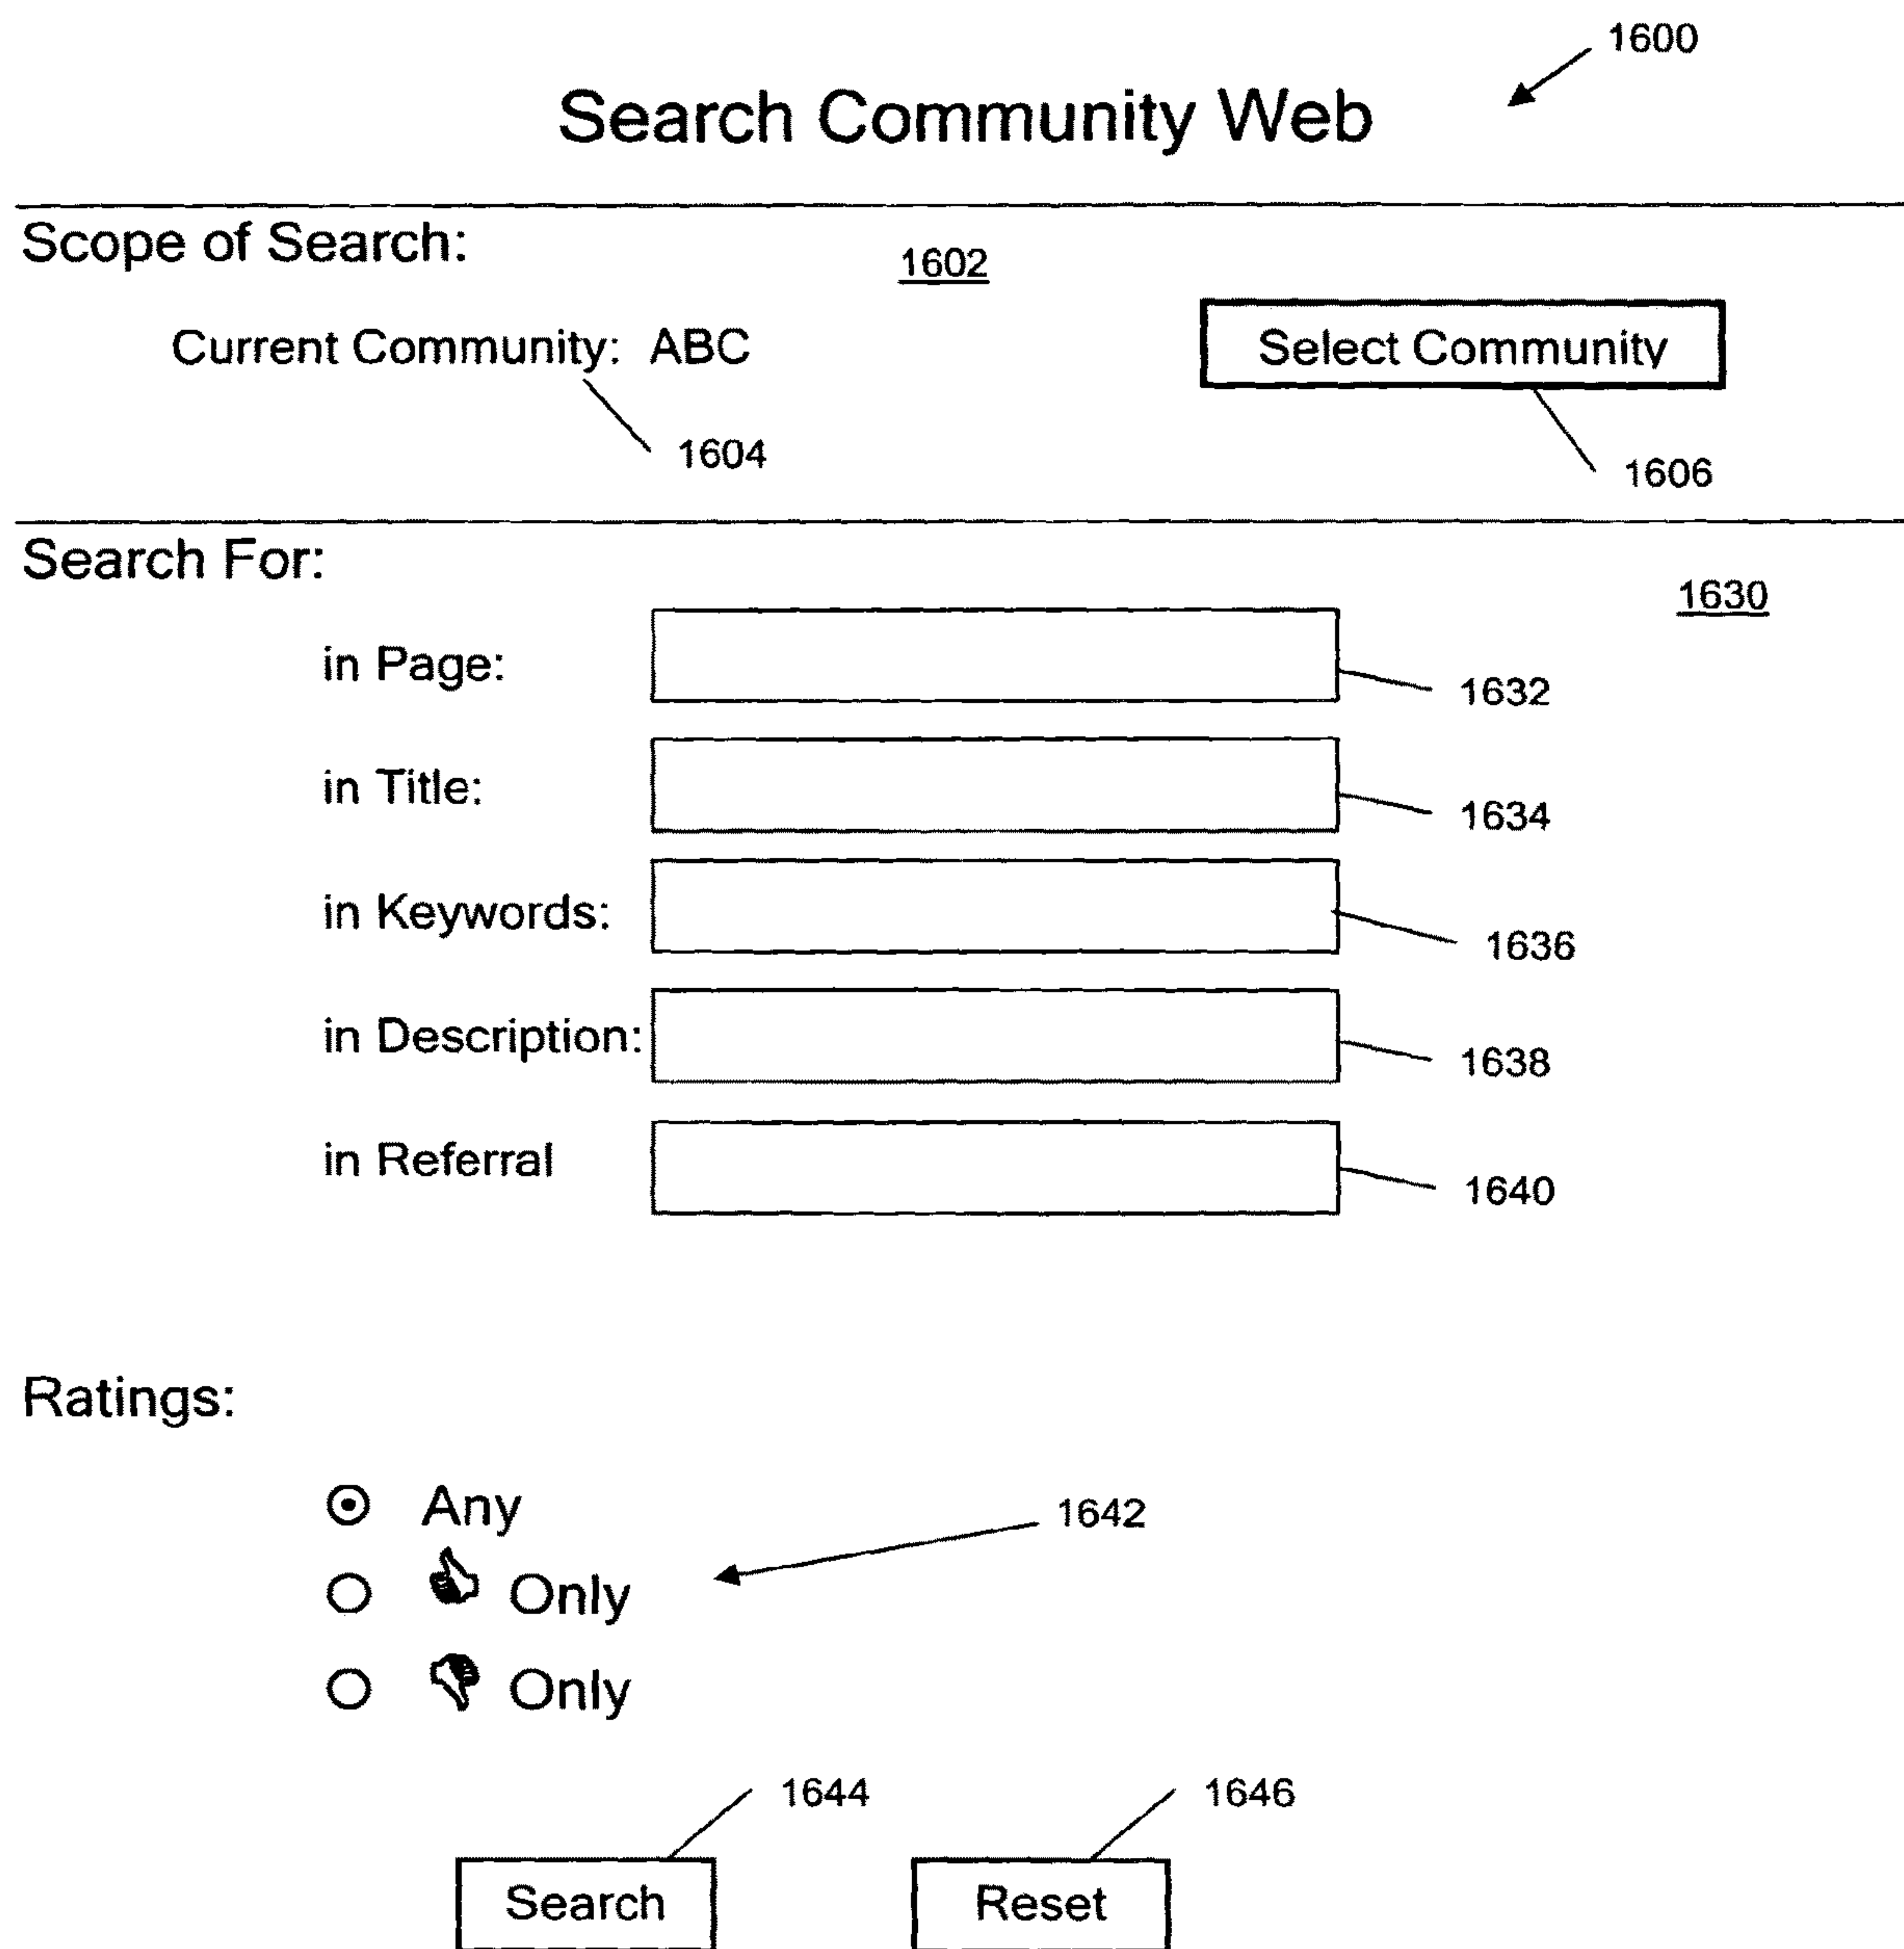 1600
Search Community Web
Scope of Search:
1602
Current Community: ABC
Select Community
1604
1606
Search For:
1630
in Page:
1632
in Title:
1634
in Keywords:
1636
in Description:
1638
in Referral
1640
Ratings:
Any
1642
Only
Only
1644
1646
Search
Reset